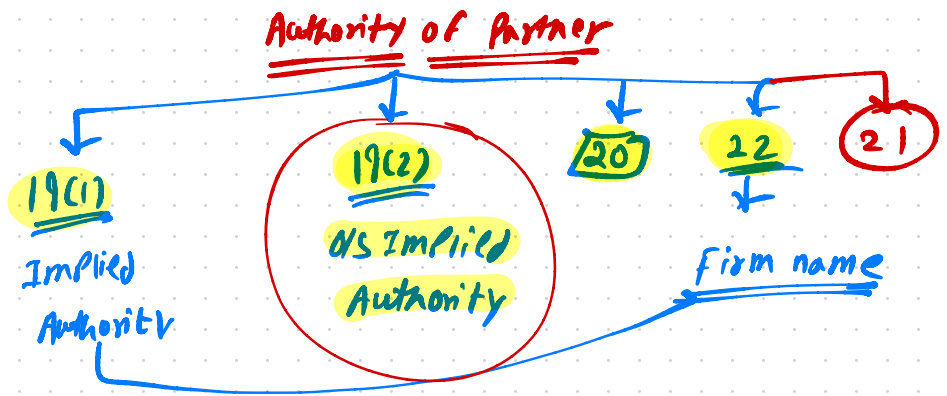 Authority of Partner
19(1)
Implied
Authority
19(2)
O/S Implied
Authority
20
22
Firm name
21